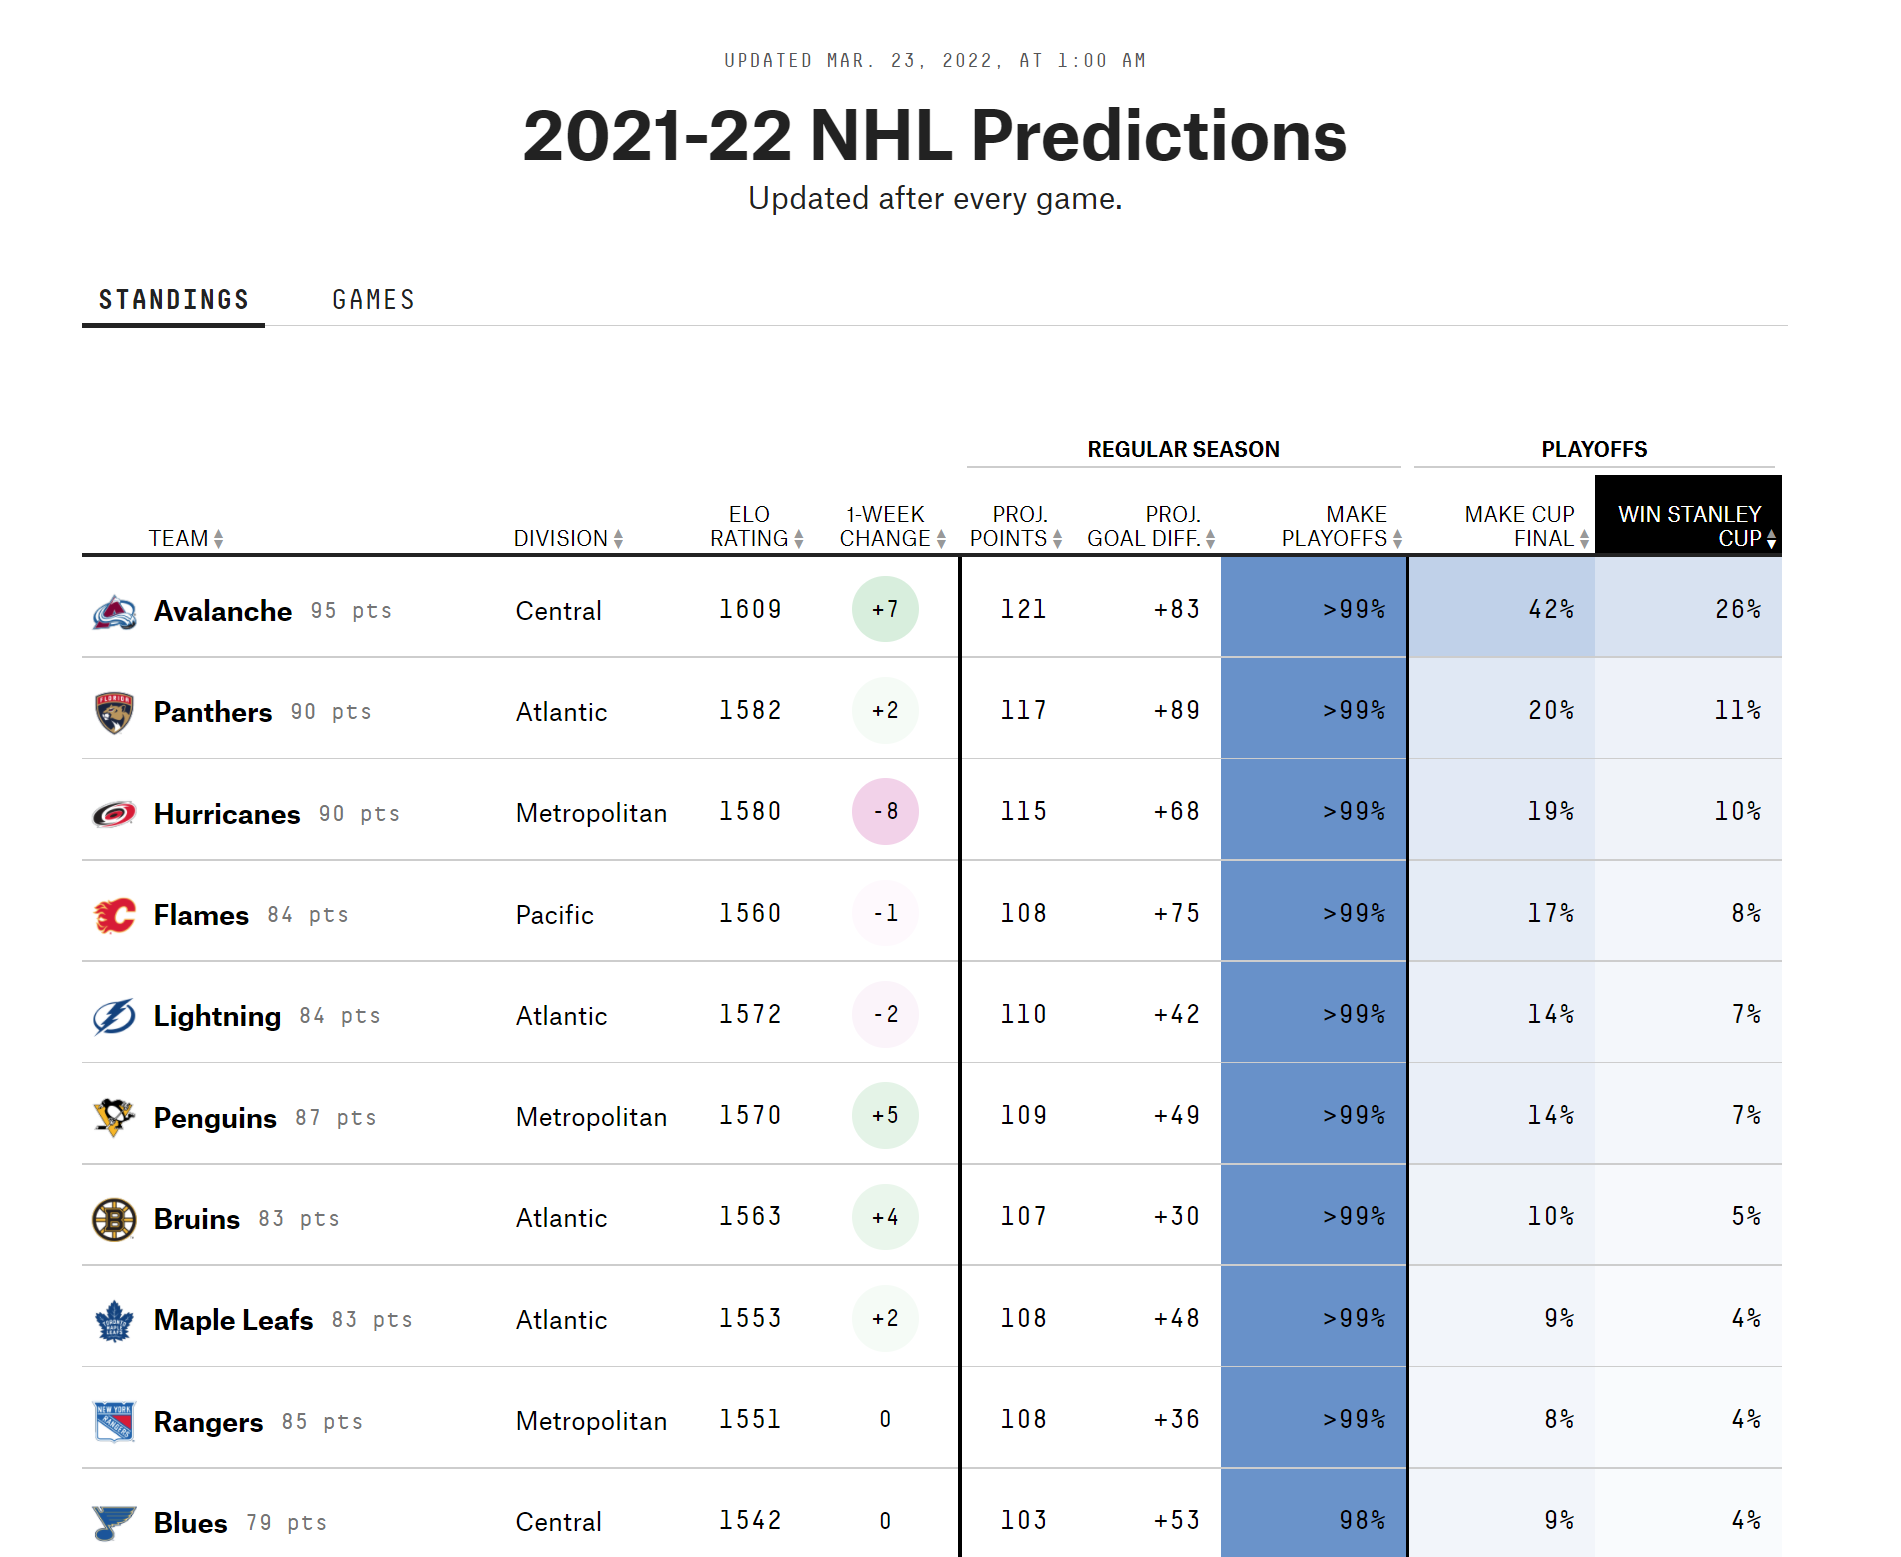 UPDATED MAR. 23, 2022, AT 1:00 AM
2021-22 NHL Predictions
Updated after every game.
STANDINGS GAMES
REGULAR SEASON PLAYOFFS
ELO 1-WEEK PROJ. PROJ. MAKE MAKE CUP WIN STANLEY
TEAM DIVISION RATING CHANGE POINTS GOAL DIFF. PLAYOFFS FINAL CUP
Avalanche 95 pts Central 1609 +7 121 +83 >99% 42% 26%
FLORIDA
Panthers 90 pts Atlantic 1582 +2 117 +89 >99% 20% 11%
Hurricanes 90 pts Metropolitan 1580 -8 115 +68 >99% 19% 10%
Flames 84 pts Pacific 1560 -1 108 +75 >99% 17% 8%
Lightning 84 pts Atlantic 1572 -2 110 +42 >99% 14% 7%
Penguins 87 pts Metropolitan 1570 +5 109 +49 >99% 14% 7%
B Bruins 83 pts Atlantic 1563 +4 107 +30 >99% 10% 5%
TORONTO
MAPLE
LEAFS
Maple Leafs 83 pts Atlantic 1553 +2 108 +48 >99% 9% 4%
NEW YORK
RANGERS
Rangers 85 pts Metropolitan 1551 0 108 +36 >99% 8% 4%
Blues 79 pts Central 1542 0 103 +53 98% 9% 4%